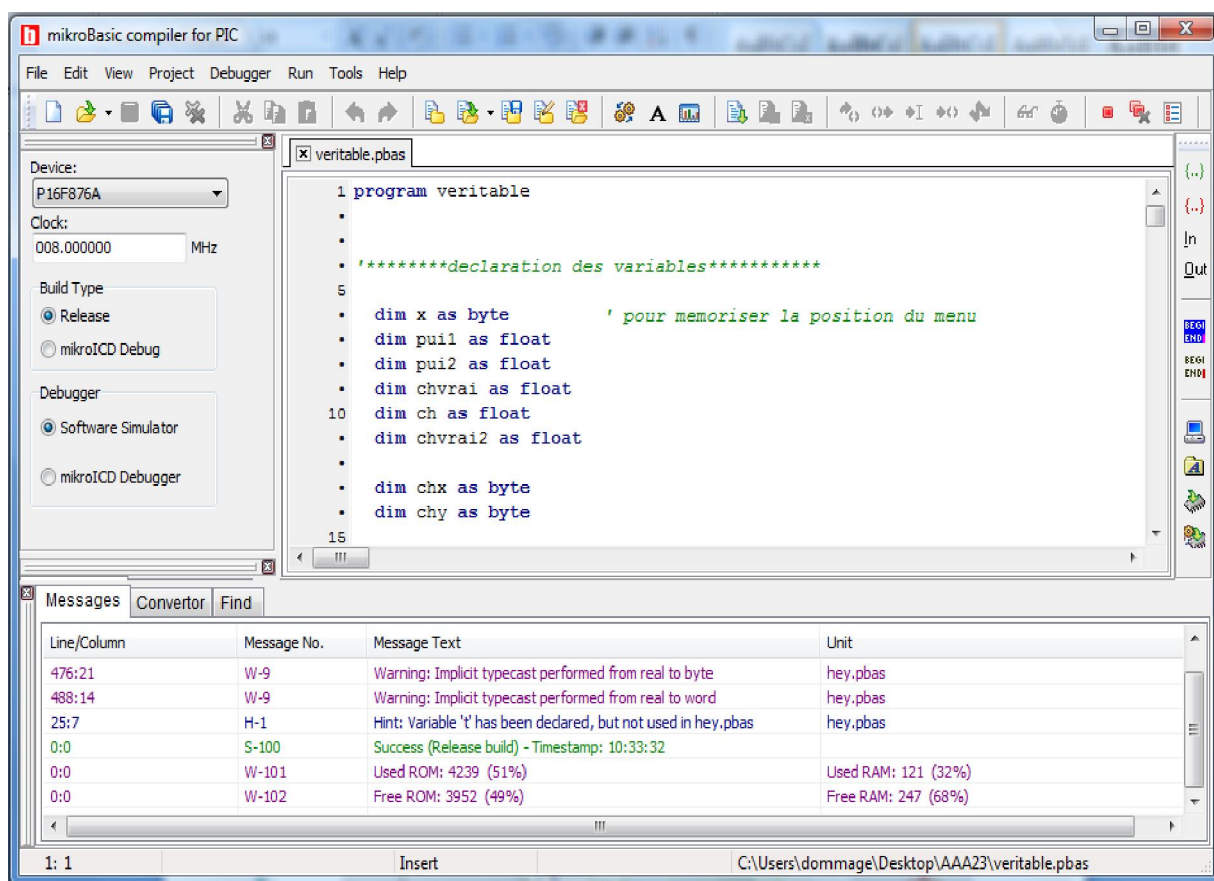 mikroBasic compiler for PIC
File Edit View Project Debugger Run Tools Help
Device:
P16F876A
Clock:
008.000000 MHz
Build Type
Release
mikroICD Debug
Debugger
Software Simulator
mikroICD Debugger
veritable.pbas
1 program veritable
'********declaration des variables***********
5
dim x as byte ' pour memoriser la position du menu
dim pui1 as float
dim pui2 as float
dim chvrai as float
10 dim ch as float
dim chvrai2 as float
dim chx as byte
dim chy as byte
15
{..}
{..}
In
Out
BEGI
END
BEGI
END
Messages Convertor Find
Line/Column Message No. Message Text Unit
476:21 W-9 Warning: Implicit typecast performed from real to byte hey.pbas
488:14 W-9 Warning: Implicit typecast performed from real to word hey.pbas
25:7 H-1 Hint: Variable 't' has been declared, but not used in hey.pbas hey.pbas
0:0 S-100 Success (Release build) - Timestamp: 10:33:32
0:0 W-101 Used ROM: 4239 (51%) Used RAM: 121 (32%)
0:0 W-102 Free ROM: 3952 (49%) Free RAM: 247 (68%)
1: 1 Insert C:\Users\dommage\Desktop\AAA23\veritable.pbas